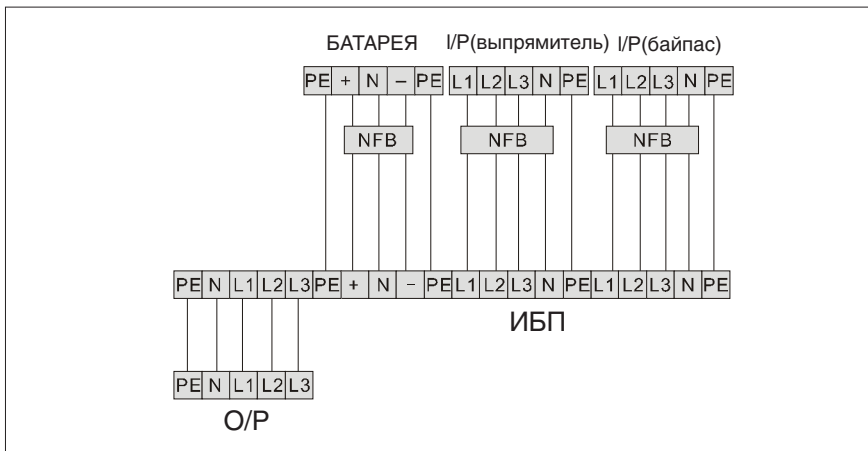 БАТАРЕЯ I/P(выпрямитель) I/P(байпас)
PE + N – PE L1 L2 L3 N PE L1 L2 L3 N PE
NFB NFB NFB
PE N L1 L2 L3 PE + N – PE L1 L2 L3 N PE L1 L2 L3 N PE
ИБП
PE N L1 L2 L3
O/P